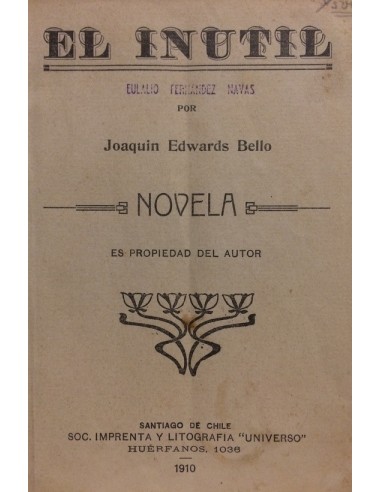 EL INUTIL
EULALIO FERNANDEZ NAVAS
POR
Joaquin Edwards Bello
NOVELA
ES PROPIEDAD DEL AUTOR
SANTIAGO DE CHILE
SOC. IMPRENTA Y LITOGRAFIA "UNIVERSO"
HUÉRFANOS, 1036
1910